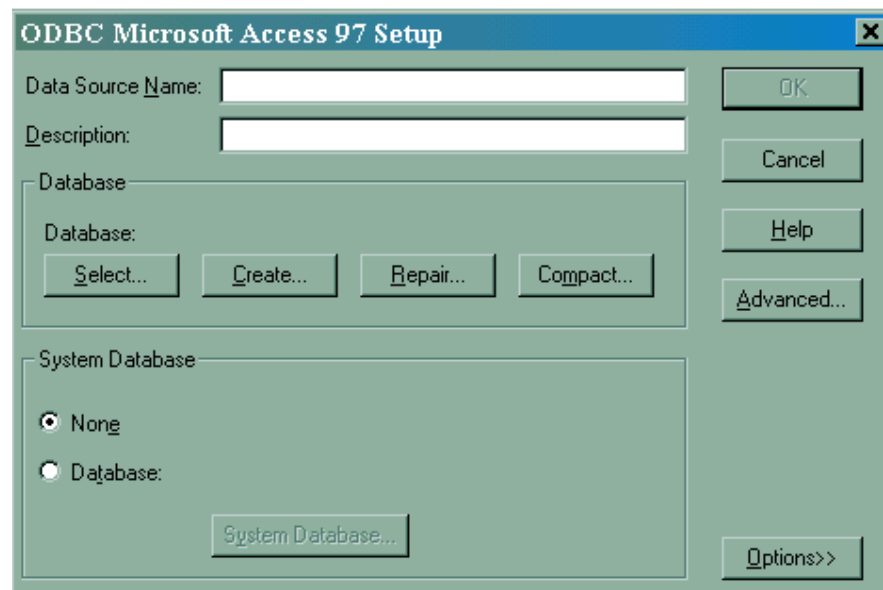 ODBC Microsoft Access 97 Setup
Data Source Name:
OK
Description:
Cancel
Database
Database:
Help
Select...
Create...
Repair...
Compact...
Advanced...
System Database
None
Database:
System Database...
Options>>